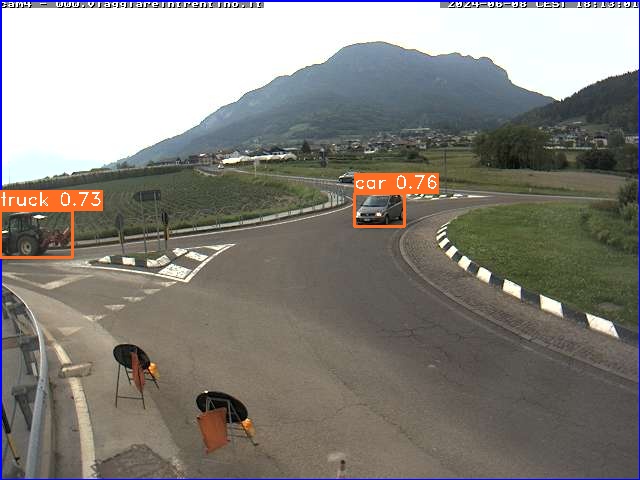 cam4 - www.viaggiareintrentino.it
2024-06-08 CEST 18:13:01
truck 0.73
car 0.76